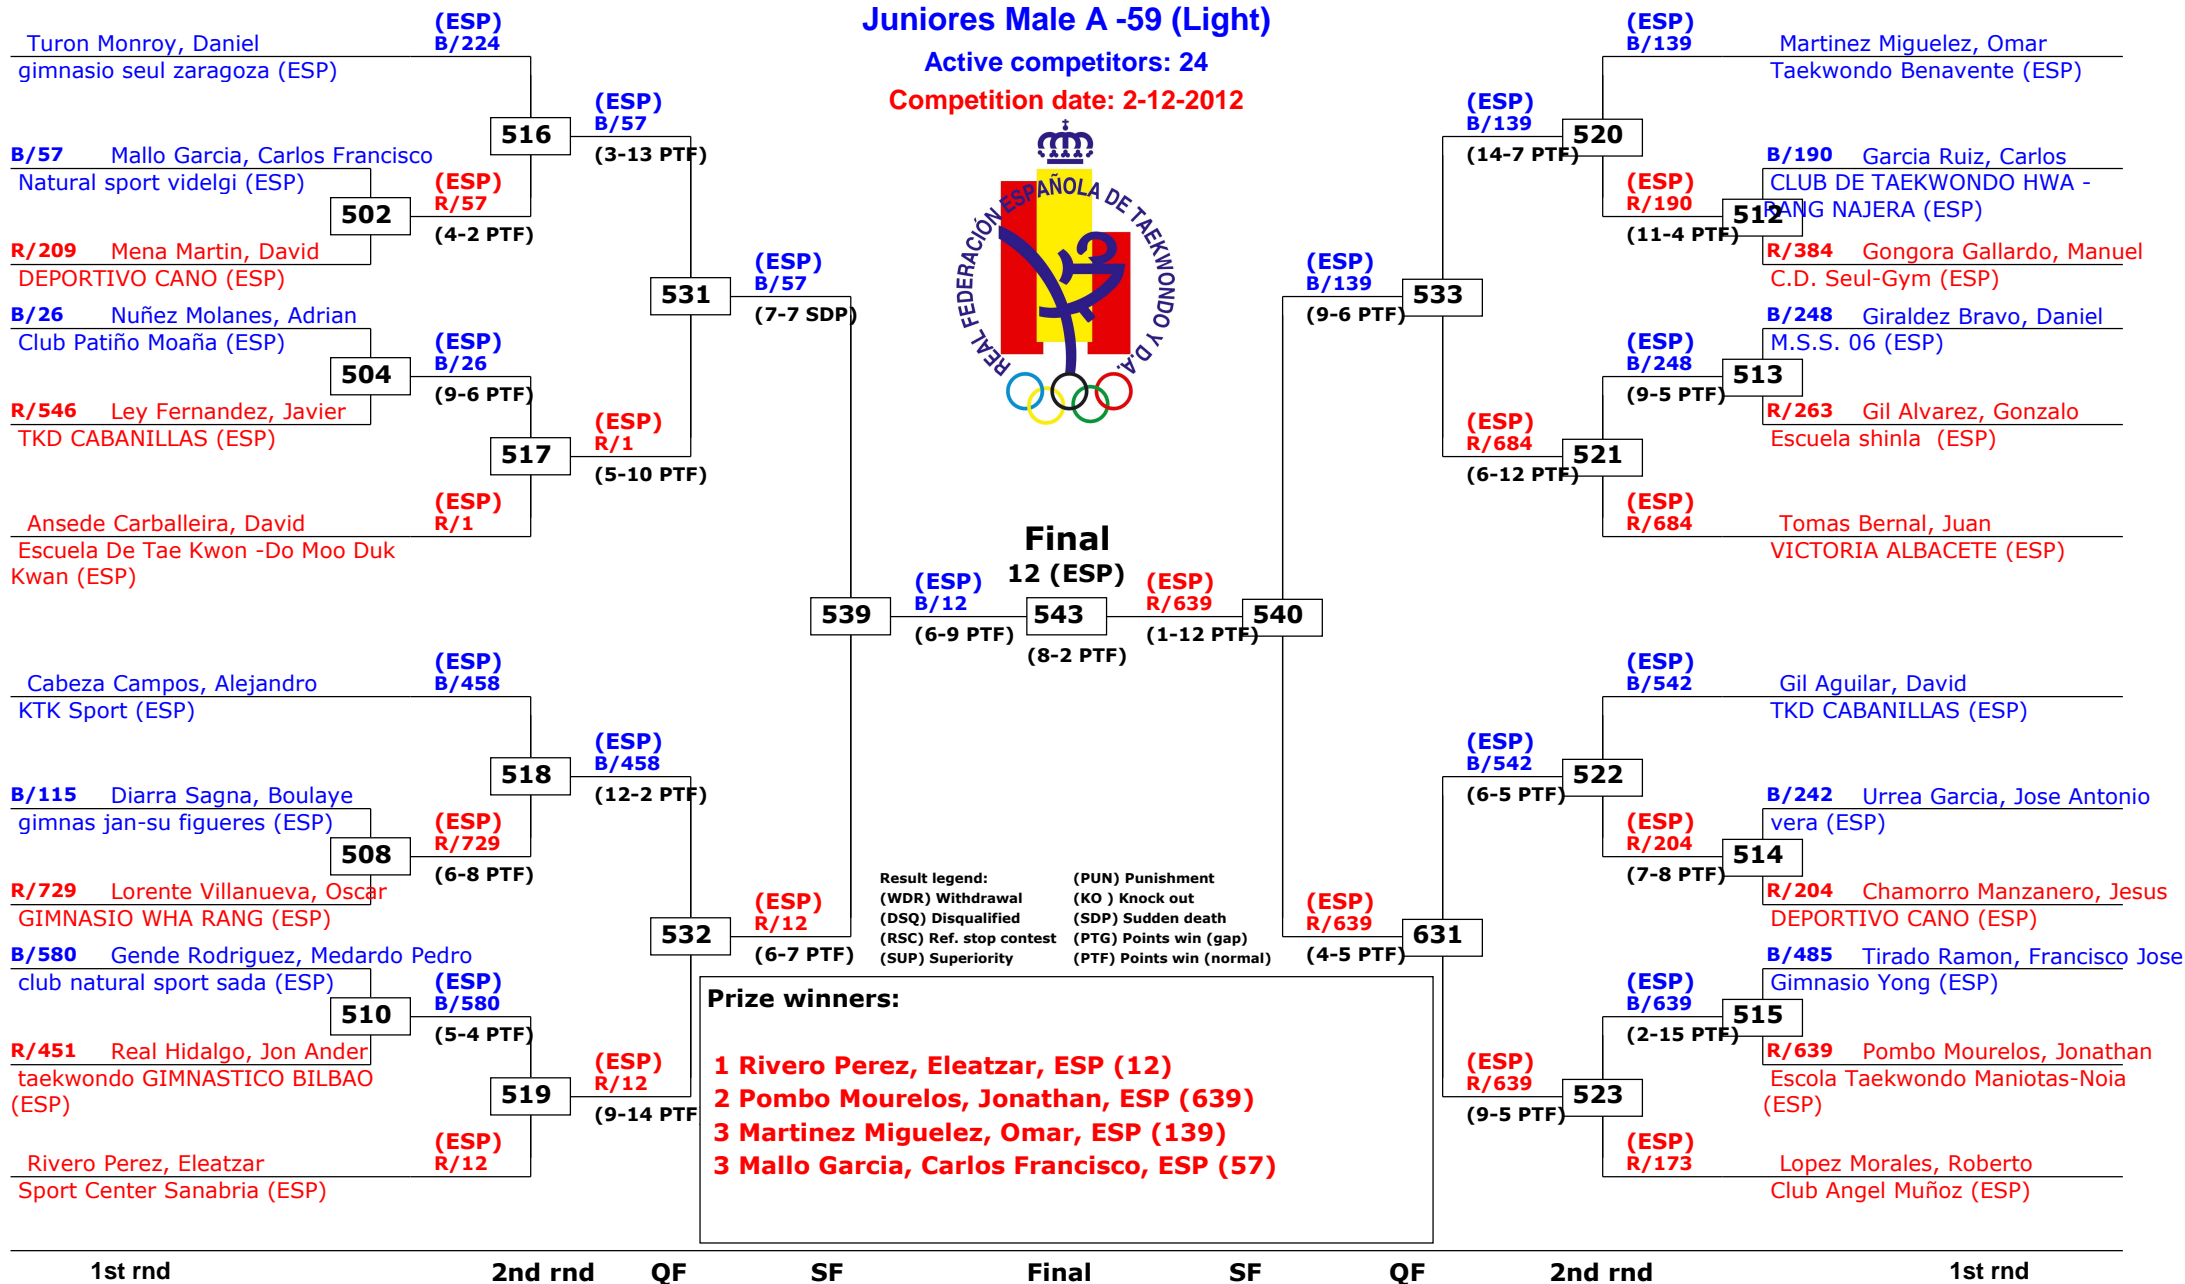 Juniores Male A -59 (Light)
Active competitors: 24
Competition date: 2-12-2012
REAL FEDERACIÓN ESPAÑOLA DE TAEKWONDO Y D.A.
Turon Monroy, Daniel
gimnasio seul zaragoza (ESP)
(ESP)
B/224
B/57 Mallo Garcia, Carlos Francisco
Natural sport videlgi (ESP)
502
R/209 Mena Martin, David
DEPORTIVO CANO (ESP)
(ESP)
R/57
(4-2 PTF)
516
(ESP)
B/57
(3-13 PTF)
B/26 Nuñez Molanes, Adrian
Club Patiño Moaña (ESP)
504
R/546 Ley Fernandez, Javier
TKD CABANILLAS (ESP)
(ESP)
B/26
(9-6 PTF)
517
(ESP)
R/1
(5-10 PTF)
Ansede Carballeira, David
Escuela De Tae Kwon -Do Moo Duk
Kwan (ESP)
(ESP)
R/1
531
(ESP)
B/57
(7-7 SDP)
Cabeza Campos, Alejandro
KTK Sport (ESP)
(ESP)
B/458
B/115 Diarra Sagna, Boulaye
gimnas jan-su figueres (ESP)
508
R/729 Lorente Villanueva, Oscar
GIMNASIO WHA RANG (ESP)
(ESP)
R/729
(6-8 PTF)
518
(ESP)
B/458
(12-2 PTF)
B/580 Gende Rodriguez, Medardo Pedro
club natural sport sada (ESP)
510
R/451 Real Hidalgo, Jon Ander
taekwondo GIMNASTICO BILBAO
(ESP)
(ESP)
B/580
(5-4 PTF)
519
(ESP)
R/12
(9-14 PTF
Rivero Perez, Eleatzar
Sport Center Sanabria (ESP)
(ESP)
R/12
532
(ESP)
R/12
(6-7 PTF)
539
(ESP)
B/12
(6-9 PTF)
Final
12 (ESP)
543
(8-2 PTF)
(ESP)
R/639
(1-12 PTF)
540
(ESP)
B/139
(9-6 PTF)
533
(ESP)
B/139
(14-7 PTF)
520
(ESP)
B/139
Martinez Miguelez, Omar
Taekwondo Benavente (ESP)
(ESP)
R/190
(11-4 PTF)
512
B/190 Garcia Ruiz, Carlos
CLUB DE TAEKWONDO HWA -
RANG NAJERA (ESP)
R/384 Gongora Gallardo, Manuel
C.D. Seul-Gym (ESP)
(ESP)
R/684
(6-12 PTF)
521
(ESP)
B/248
(9-5 PTF)
513
B/248 Giraldez Bravo, Daniel
M.S.S. 06 (ESP)
R/263 Gil Alvarez, Gonzalo
Escuela shinla (ESP)
(ESP)
R/684
Tomas Bernal, Juan
VICTORIA ALBACETE (ESP)
(ESP)
R/639
(4-5 PTF)
631
(ESP)
B/542
(6-5 PTF)
522
(ESP)
B/542
Gil Aguilar, David
TKD CABANILLAS (ESP)
(ESP)
R/204
(7-8 PTF)
514
B/242 Urrea Garcia, Jose Antonio
vera (ESP)
R/204 Chamorro Manzanero, Jesus
DEPORTIVO CANO (ESP)
(ESP)
R/639
(9-5 PTF)
523
(ESP)
B/639
(2-15 PTF)
515
B/485 Tirado Ramon, Francisco Jose
Gimnasio Yong (ESP)
R/639 Pombo Mourelos, Jonathan
Escola Taekwondo Maniotas-Noia
(ESP)
(ESP)
R/173
Lopez Morales, Roberto
Club Angel Muñoz (ESP)
Result legend: (PUN) Punishment
(WDR) Withdrawal (KO ) Knock out
(DSQ) Disqualified (SDP) Sudden death
(RSC) Ref. stop contest (PTG) Points win (gap)
(SUP) Superiority (PTF) Points win (normal)
Prize winners:
1 Rivero Perez, Eleatzar, ESP (12)
2 Pombo Mourelos, Jonathan, ESP (639)
3 Martinez Miguelez, Omar, ESP (139)
3 Mallo Garcia, Carlos Francisco, ESP (57)
1st rnd 2nd rnd QF SF Final SF QF 2nd rnd 1st rnd